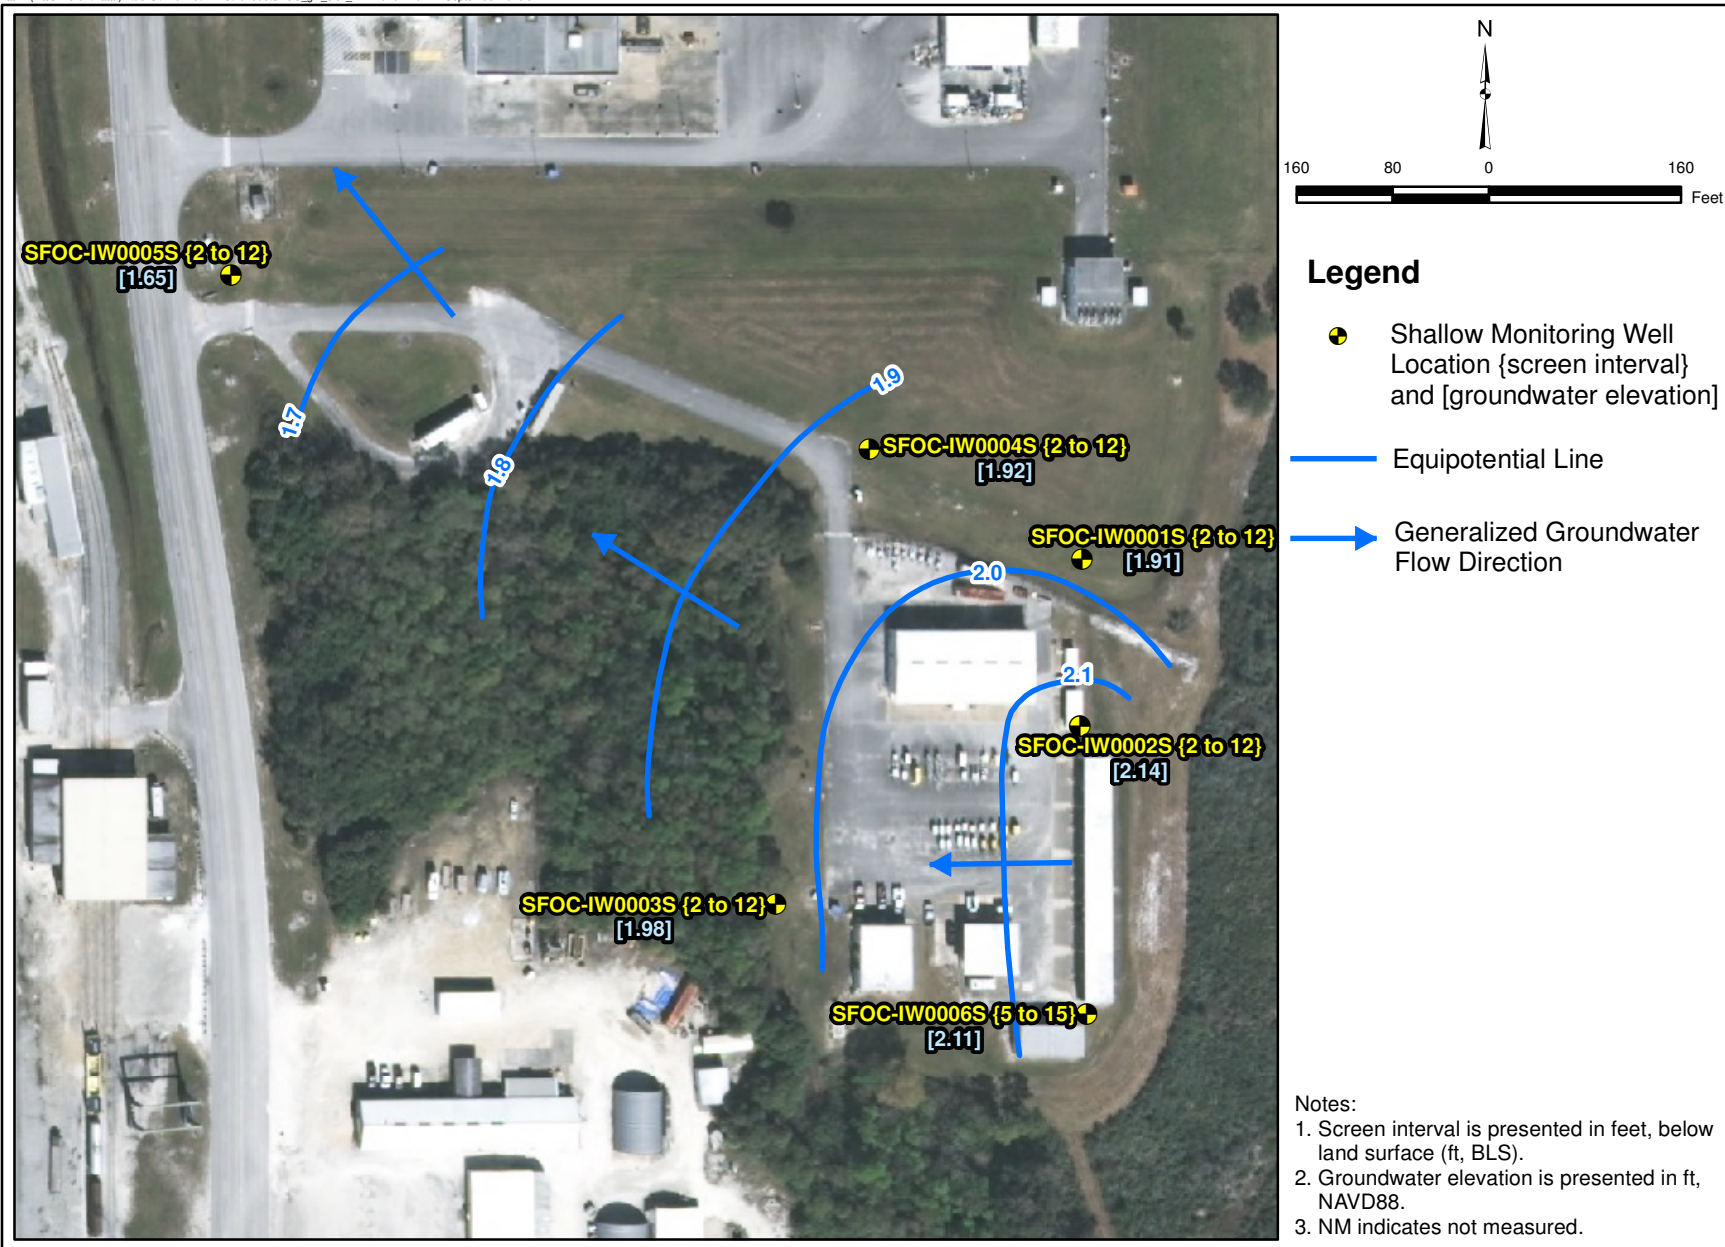 N
160 80 0 160
Feet
SFOC-IW0005S {2 to 12}
[1.65]
Legend
Shallow Monitoring Well
Location {screen interval}
and [groundwater elevation]
Equipotential Line
Generalized Groundwater
Flow Direction
1.7
1.8
1.9
SFOC-IW0004S {2 to 12}
[1.92]
SFOC-IW0001S {2 to 12}
[1.91]
2.0
2.1
SFOC-IW0002S {2 to 12}
[2.14]
SFOC-IW0003S {2 to 12}
[1.98]
SFOC-IW0006S {5 to 15}
[2.11]
Notes:
1. Screen interval is presented in feet, below
land surface (ft, BLS).
2. Groundwater elevation is presented in ft,
NAVD88.
3. NM indicates not measured.